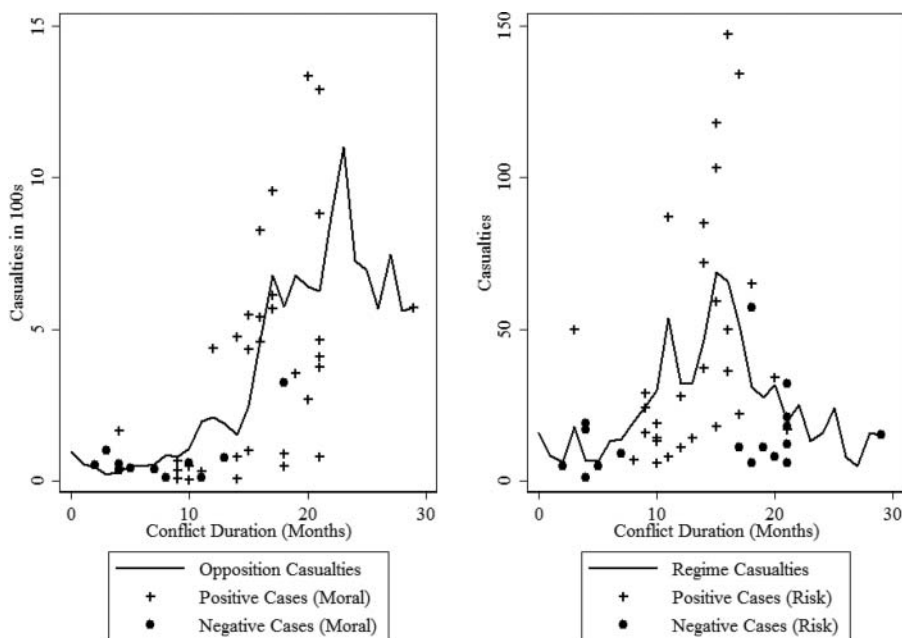 15
10
5
0
Casualties in 100s
0
10
20
30
Conflict Duration (Months)
Opposition Casualties
Positive Cases (Moral)
Negative Cases (Moral)
150
100
50
0
Casualties
0
10
20
30
Conflict Duration (Months)
Regime Casualties
Positive Cases (Risk)
Negative Cases (Risk)